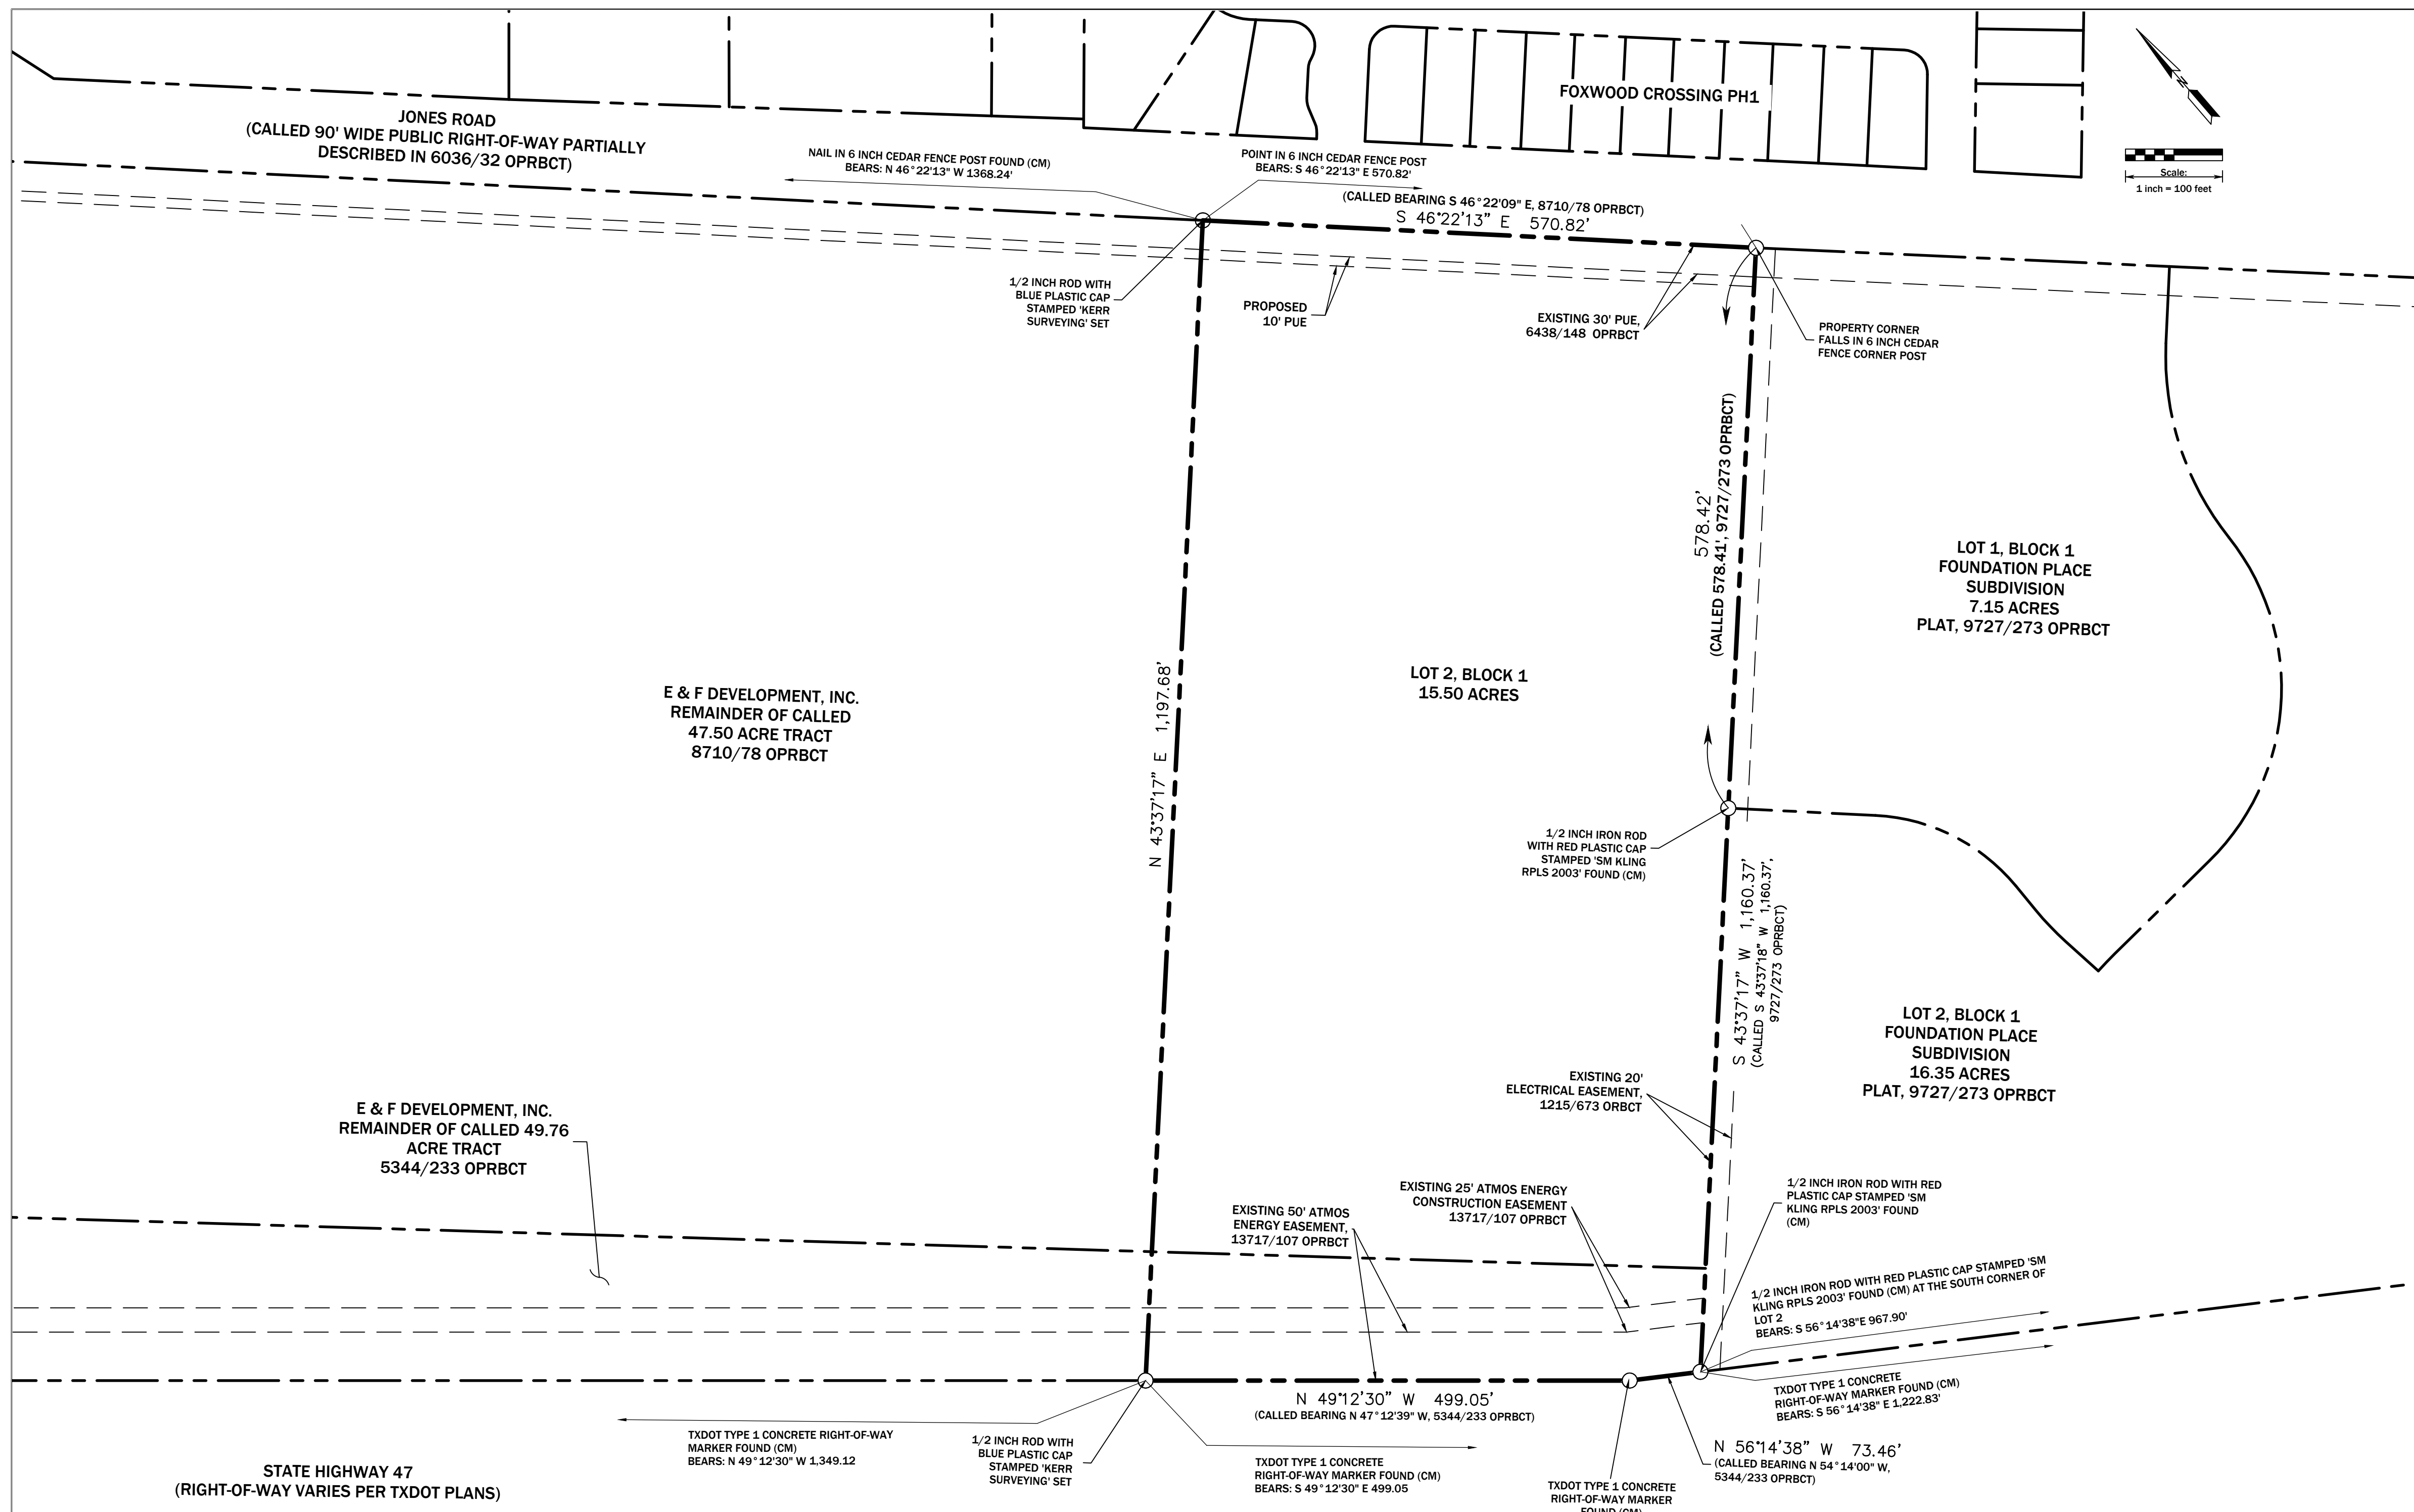 JONES ROAD
(CALLED 90' WIDE PUBLIC RIGHT-OF-WAY PARTIALLY
DESCRIBED IN 6036/32 OPRBCT)
FOXWOOD CROSSING PH1
Scale:
1 inch = 100 feet
NAIL IN 6 INCH CEDAR FENCE POST FOUND (CM)
BEARS: N 46°22'13" W 1368.24'
POINT IN 6 INCH CEDAR FENCE POST
BEARS: S 46°22'13" E 570.82'
(CALLED BEARING S 46°22'09" E, 8710/78 OPRBCT)
S 46°22'13" E 570.82'
1/2 INCH ROD WITH
BLUE PLASTIC CAP
STAMPED 'KERR
SURVEYING' SET
PROPOSED
10' PUE
EXISTING 30' PUE,
6438/148 OPRBCT
PROPERTY CORNER
FALLS IN 6 INCH CEDAR
FENCE CORNER POST
578.42'
(CALLED 578.41', 9727/273 OPRBCT)
LOT 1, BLOCK 1
FOUNDATION PLACE
SUBDIVISION
7.15 ACRES
PLAT, 9727/273 OPRBCT
E & F DEVELOPMENT, INC.
REMAINDER OF CALLED
47.50 ACRE TRACT
8710/78 OPRBCT
N 43°37'17" E 1,197.68'
LOT 2, BLOCK 1
15.50 ACRES
1/2 INCH IRON ROD
WITH RED PLASTIC CAP
STAMPED 'SM KLING
RPLS 2003' FOUND (CM)
S 43°37'17" W 1,160.37'
(CALLED S 43°37'18" W 1,160.37',
9727/273 OPRBCT)
LOT 2, BLOCK 1
FOUNDATION PLACE
SUBDIVISION
16.35 ACRES
PLAT, 9727/273 OPRBCT
EXISTING 20'
ELECTRICAL EASEMENT,
1215/673 ORBCT
E & F DEVELOPMENT, INC.
REMAINDER OF CALLED 49.76
ACRE TRACT
5344/233 OPRBCT
EXISTING 50' ATMOS
ENERGY EASEMENT,
13717/107 OPRBCT
EXISTING 25' ATMOS ENERGY
CONSTRUCTION EASEMENT
13717/107 OPRBCT
1/2 INCH IRON ROD WITH RED
PLASTIC CAP STAMPED 'SM
KLING RPLS 2003' FOUND
(CM)
1/2 INCH IRON ROD WITH RED PLASTIC CAP STAMPED 'SM
KLING RPLS 2003' FOUND (CM) AT THE SOUTH CORNER OF
LOT 2
BEARS: S 56°14'38"E 967.90'
TXDOT TYPE 1 CONCRETE
RIGHT-OF-WAY MARKER FOUND (CM)
BEARS: S 56°14'38" E 1,222.83'
N 49°12'30" W 499.05'
(CALLED BEARING N 47°12'39" W, 5344/233 OPRBCT)
N 56°14'38" W 73.46'
(CALLED BEARING N 54°14'00" W,
5344/233 OPRBCT)
TXDOT TYPE 1 CONCRETE RIGHT-OF-WAY
MARKER FOUND (CM)
BEARS: N 49°12'30" W 1,349.12
1/2 INCH ROD WITH
BLUE PLASTIC CAP
STAMPED 'KERR
SURVEYING' SET
TXDOT TYPE 1 CONCRETE
RIGHT-OF-WAY MARKER FOUND (CM)
BEARS: S 49°12'30" E 499.05
TXDOT TYPE 1 CONCRETE
RIGHT-OF-WAY MARKER
FOUND (CM)
STATE HIGHWAY 47
(RIGHT-OF-WAY VARIES PER TXDOT PLANS)